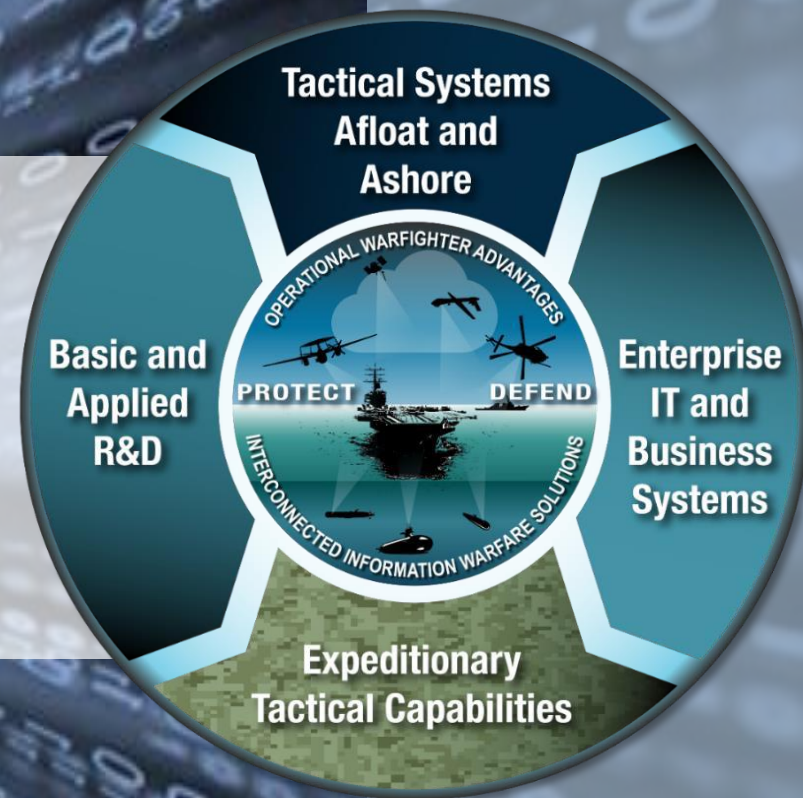 Tactical Systems
Afloat and
Ashore
Basic and
Applied
R&D
OPERATIONAL WARFIGHTER ADVANTAGES
PROTECT
DEFEND
INTERCONNECTED INFORMATION WARFARE SOLUTIONS
Enterprise
IT and
Business
Systems
Expeditionary
Tactical Capabilities